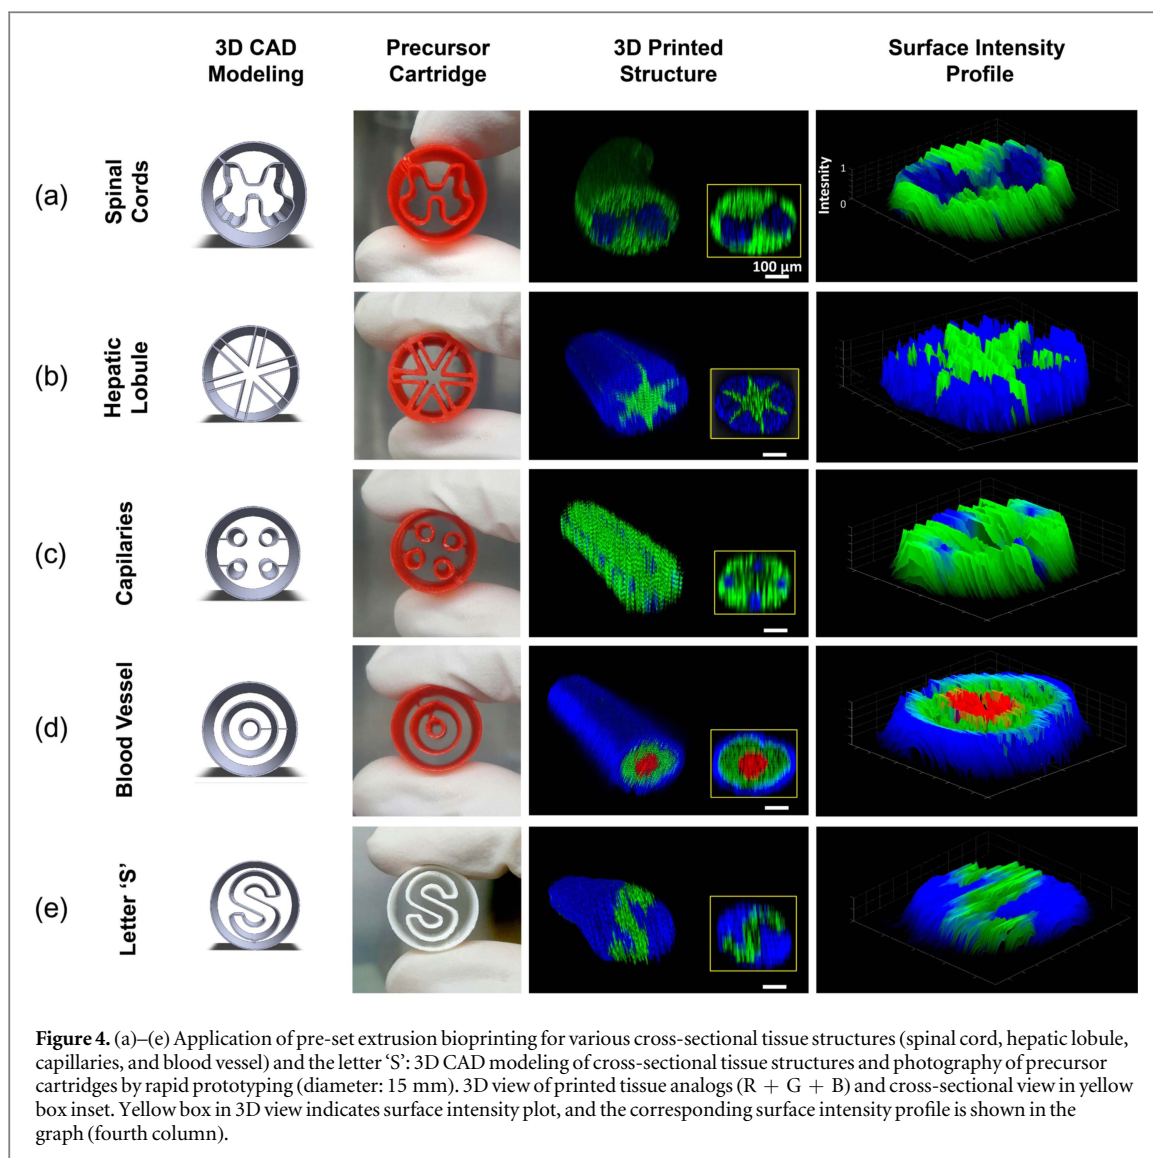 3D CAD
Modeling
Precursor
Cartridge
3D Printed
Structure
Surface Intensity
Profile
(a)
Spinal
Cords
100 µm
Intesnity
1
0
(b)
Hepatic
Lobule
(c)
Capilaries
(d)
Blood Vessel
(e)
Letter ‘S’
S
S
Figure 4. (a)–(e) Application of pre-set extrusion bioprinting for various cross-sectional tissue structures (spinal cord, hepatic lobule,
capillaries, and blood vessel) and the letter ‘S’: 3D CAD modeling of cross-sectional tissue structures and photography of precursor
cartridges by rapid prototyping (diameter: 15 mm). 3D view of printed tissue analogs (R + G + B) and cross-sectional view in yellow
box inset. Yellow box in 3D view indicates surface intensity plot, and the corresponding surface intensity profile is shown in the
graph (fourth column).